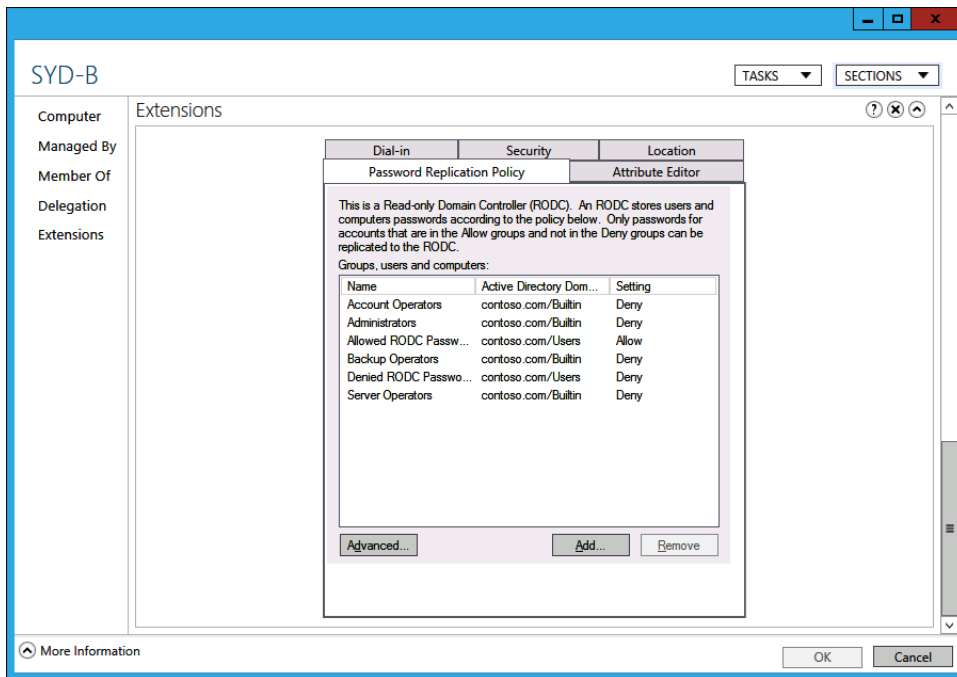 SYD-B
TASKS
SECTIONS
Computer
Managed By
Member Of
Delegation
Extensions
Extensions
Dial-in Security Location
Password Replication Policy Attribute Editor
This is a Read-only Domain Controller (RODC). An RODC stores users and
computers passwords according to the policy below. Only passwords for
accounts that are in the Allow groups and not in the Deny groups can be
replicated to the RODC.
Groups, users and computers:
Name Active Directory Dom... Setting
Account Operators contoso.com/Builtin Deny
Administrators contoso.com/Builtin Deny
Allowed RODC Passw... contoso.com/Users Allow
Backup Operators contoso.com/Builtin Deny
Denied RODC Passwo... contoso.com/Users Deny
Server Operators contoso.com/Builtin Deny
Advanced... Add... Remove
More Information
OK Cancel